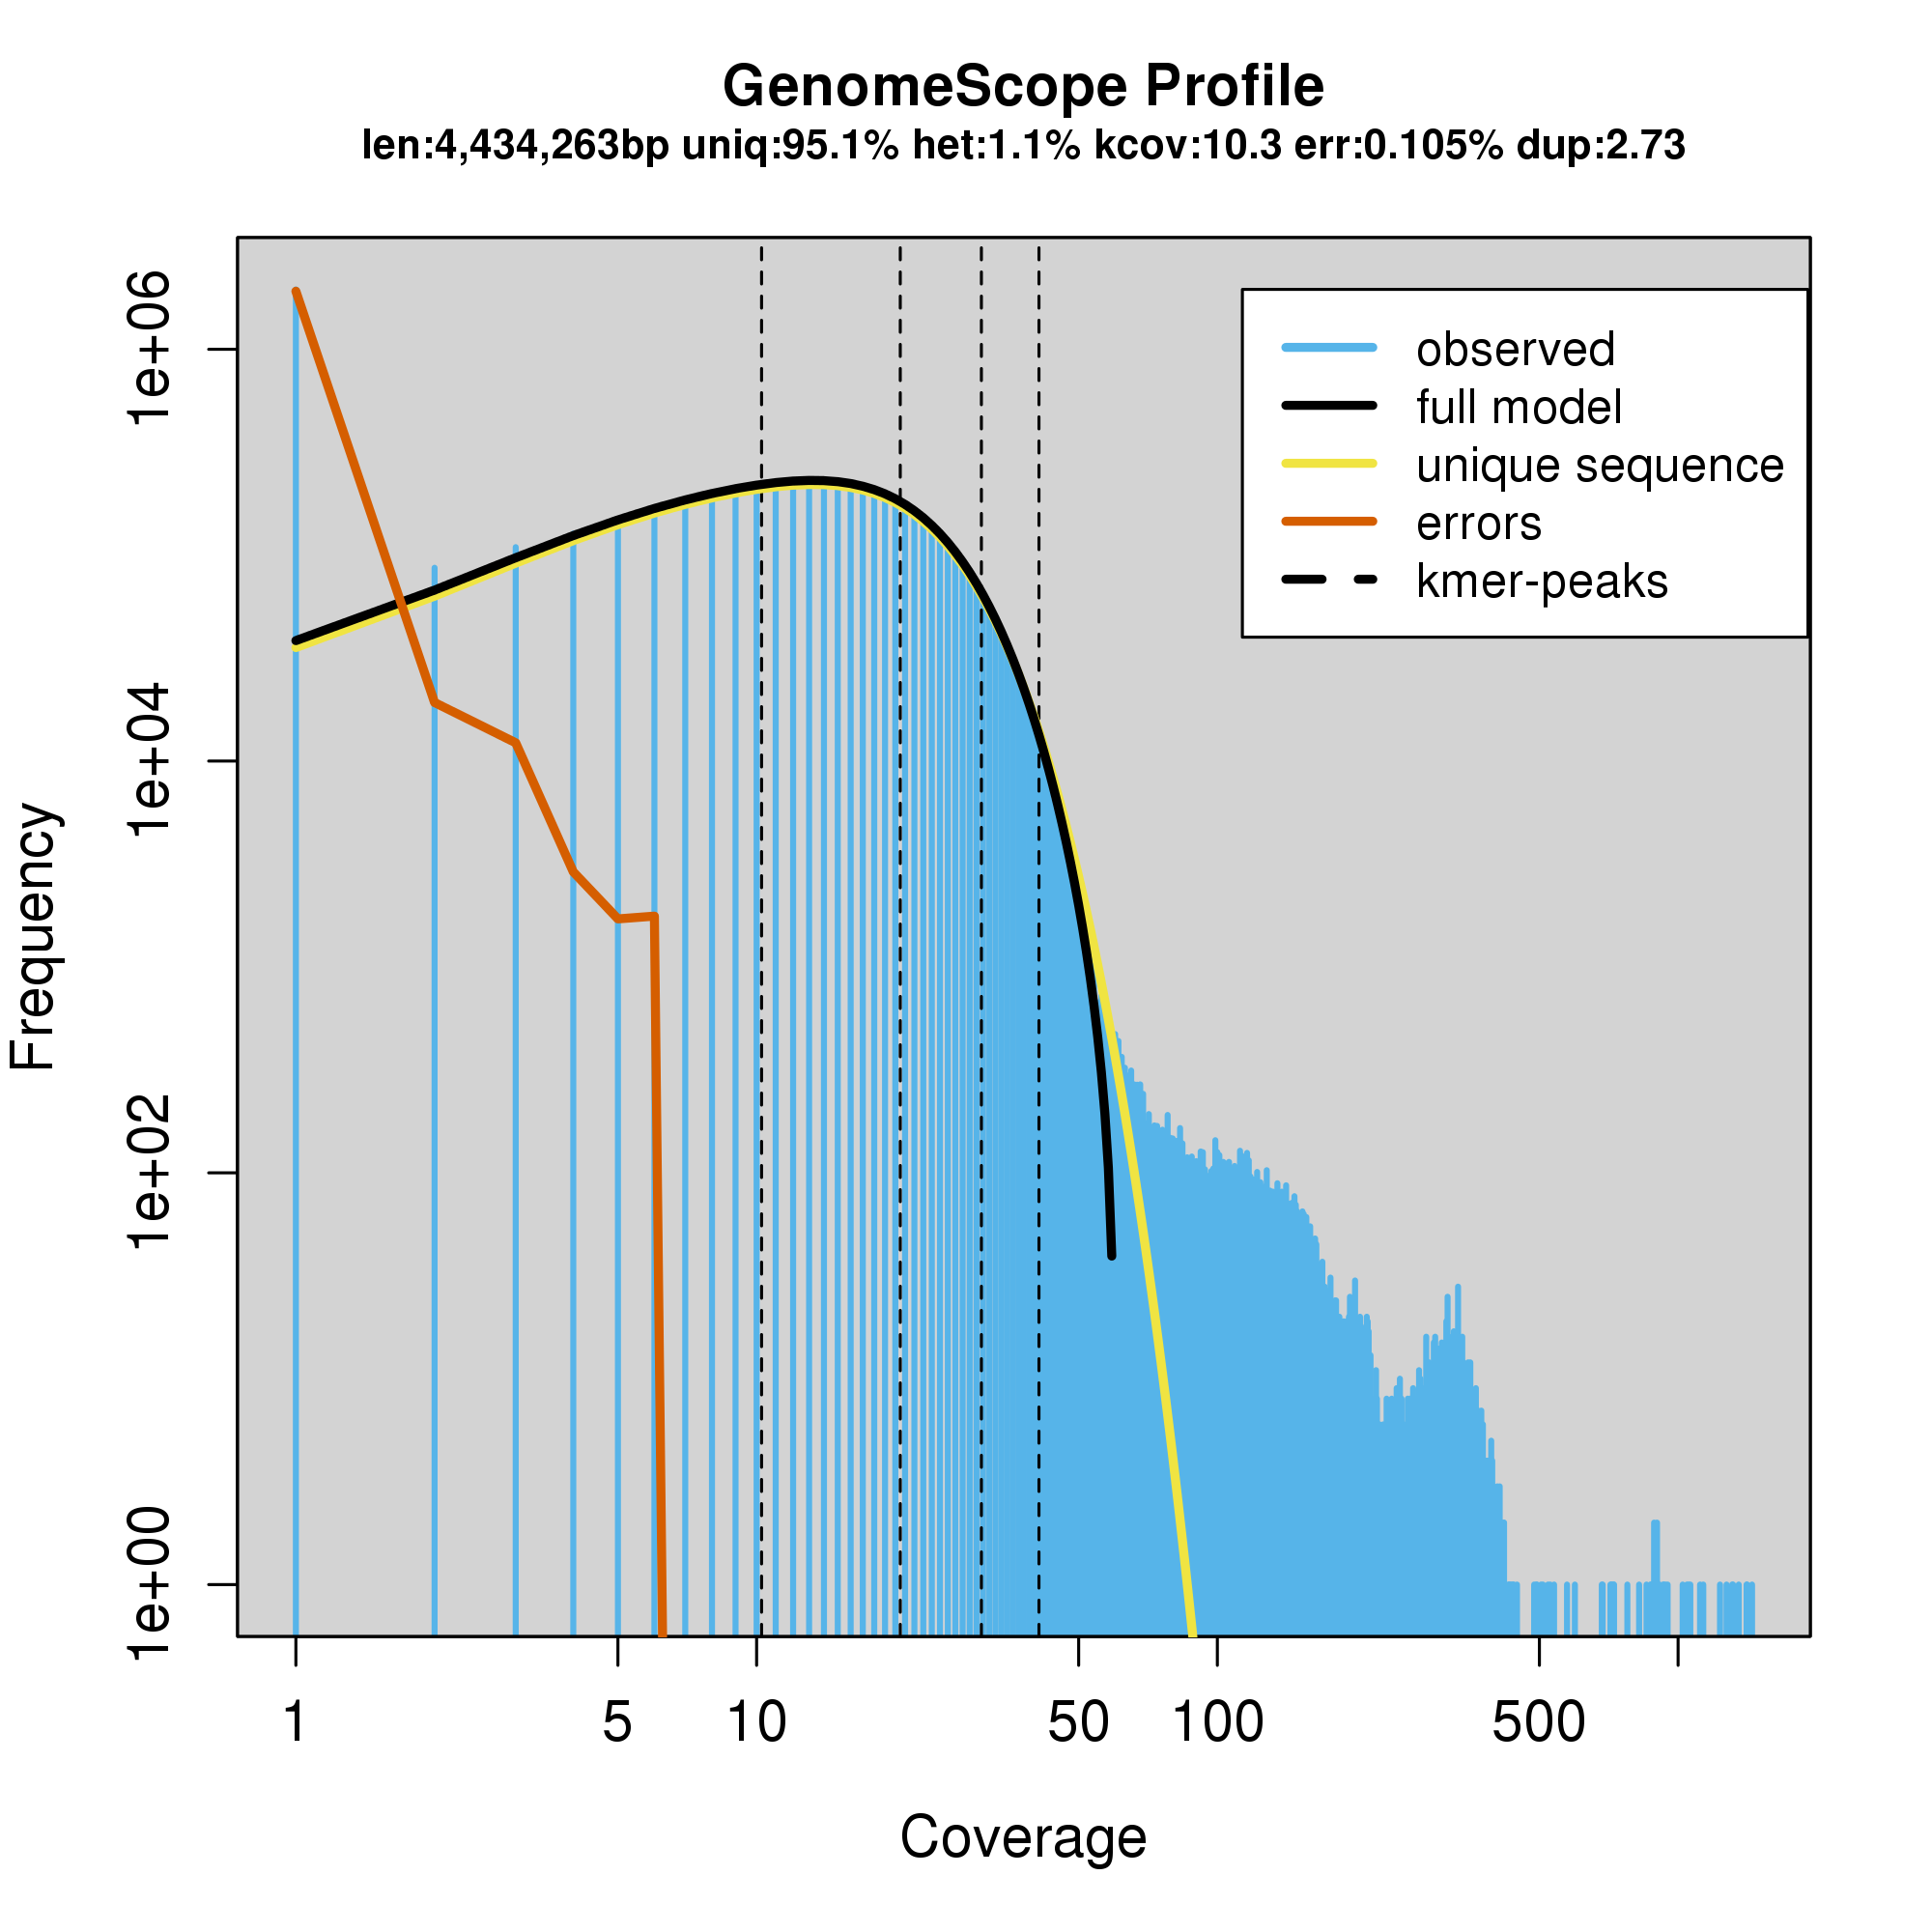 GenomeScope Profile
len:4,434,263bp uniq:95.1% het:1.1% kcov:10.3 err:0.105% dup:2.73
observed
full model
unique sequence
errors
kmer-peaks
1e+06
1e+04
1e+02
1e+00
Frequency
1 5 10 50 100 500
Coverage